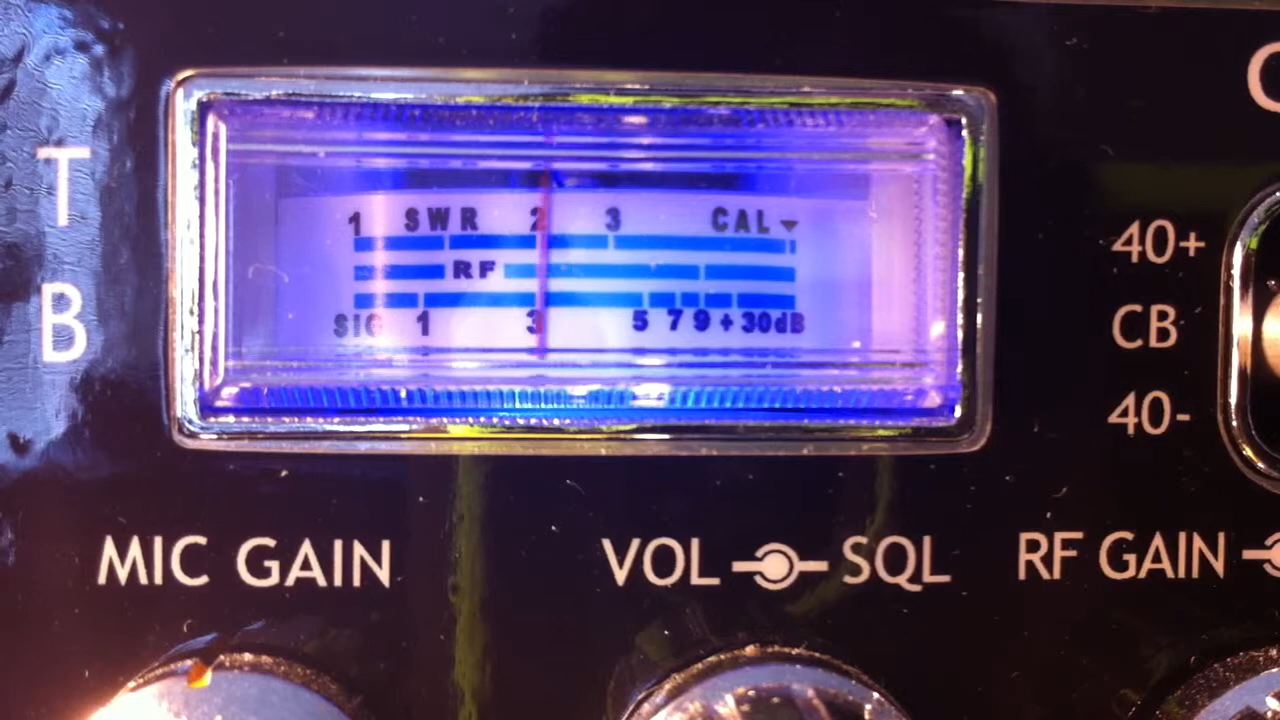 T
B
1 SWR 2 3 CAL
RF
SIG 1 3 5 7 9 + 30dB
40+
CB
40-
MIC GAIN
VOL SQL
RF GAIN